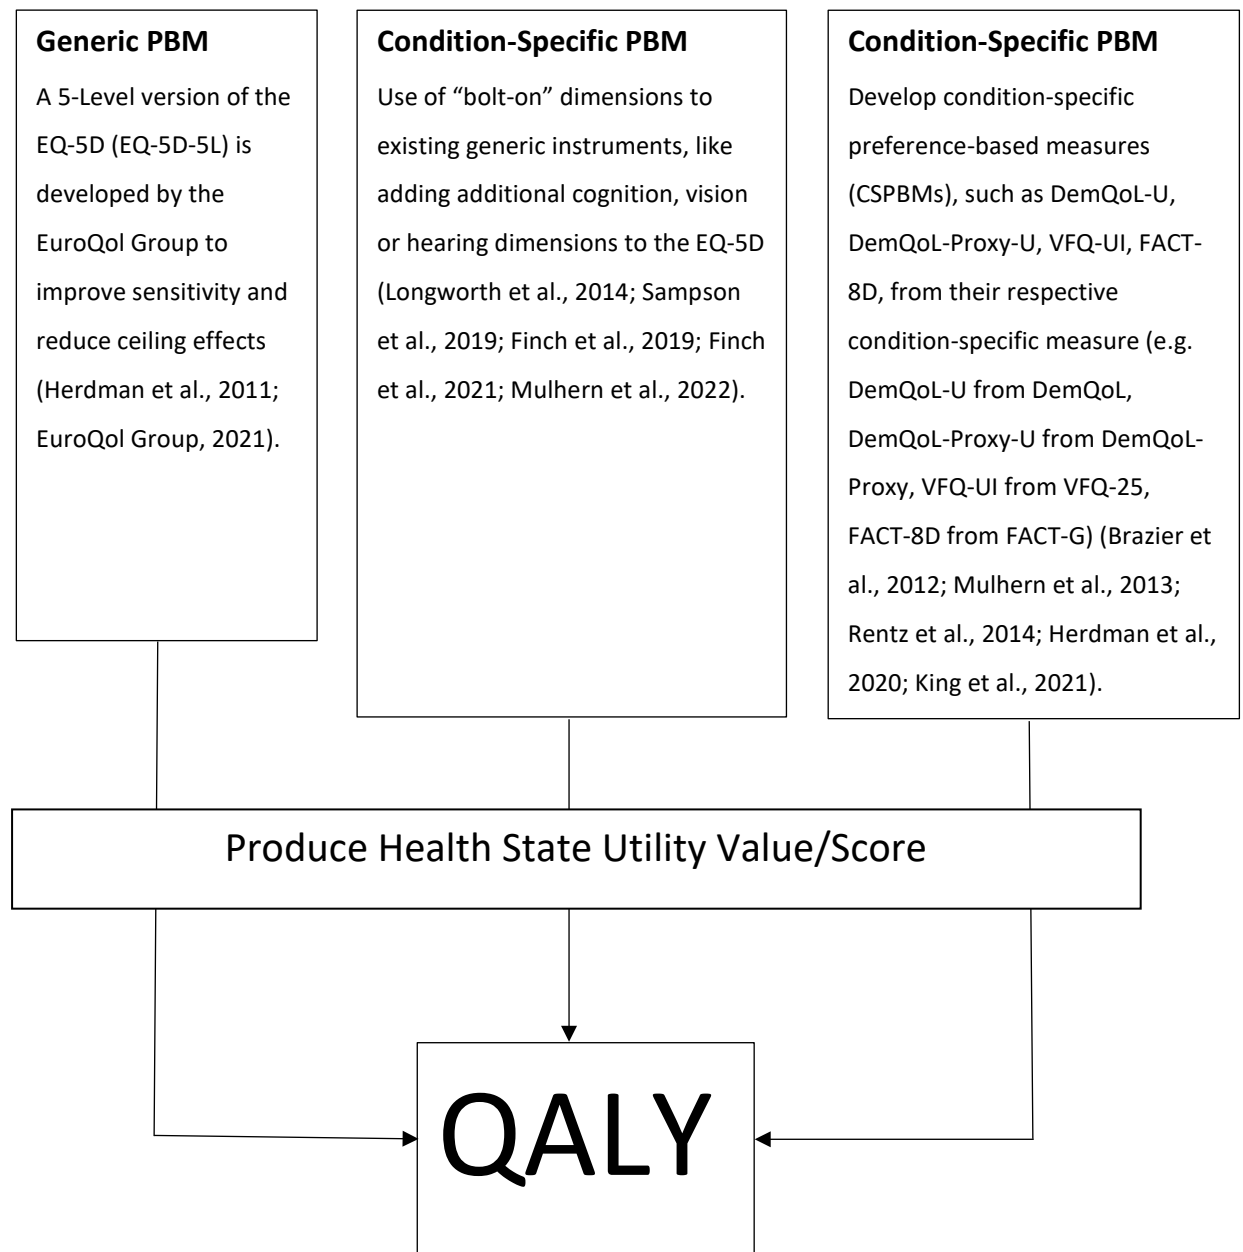 Generic PBM
A 5-Level version of the
EQ-5D (EQ-5D-5L) is
developed by the
EuroQol Group to
improve sensitivity and
reduce ceiling effects
(Herdman et al., 2011;
EuroQol Group, 2021).
Condition-Specific PBM
Use of “bolt-on” dimensions to
existing generic instruments, like
adding additional cognition, vision
or hearing dimensions to the EQ-5D
(Longworth et al., 2014; Sampson
et al., 2019; Finch et al., 2019; Finch
et al., 2021; Mulhern et al., 2022).
Condition-Specific PBM
Develop condition-specific
preference-based measures
(CSPBMs), such as DemQoL-U,
DemQoL-Proxy-U, VFQ-UI, FACT-
8D, from their respective
condition-specific measure (e.g.
DemQoL-U from DemQoL,
DemQoL-Proxy-U from DemQoL-
Proxy, VFQ-UI from VFQ-25,
FACT-8D from FACT-G) (Brazier et
al., 2012; Mulhern et al., 2013;
Rentz et al., 2014; Herdman et al.,
2020; King et al., 2021).
Produce Health State Utility Value/Score
QALY